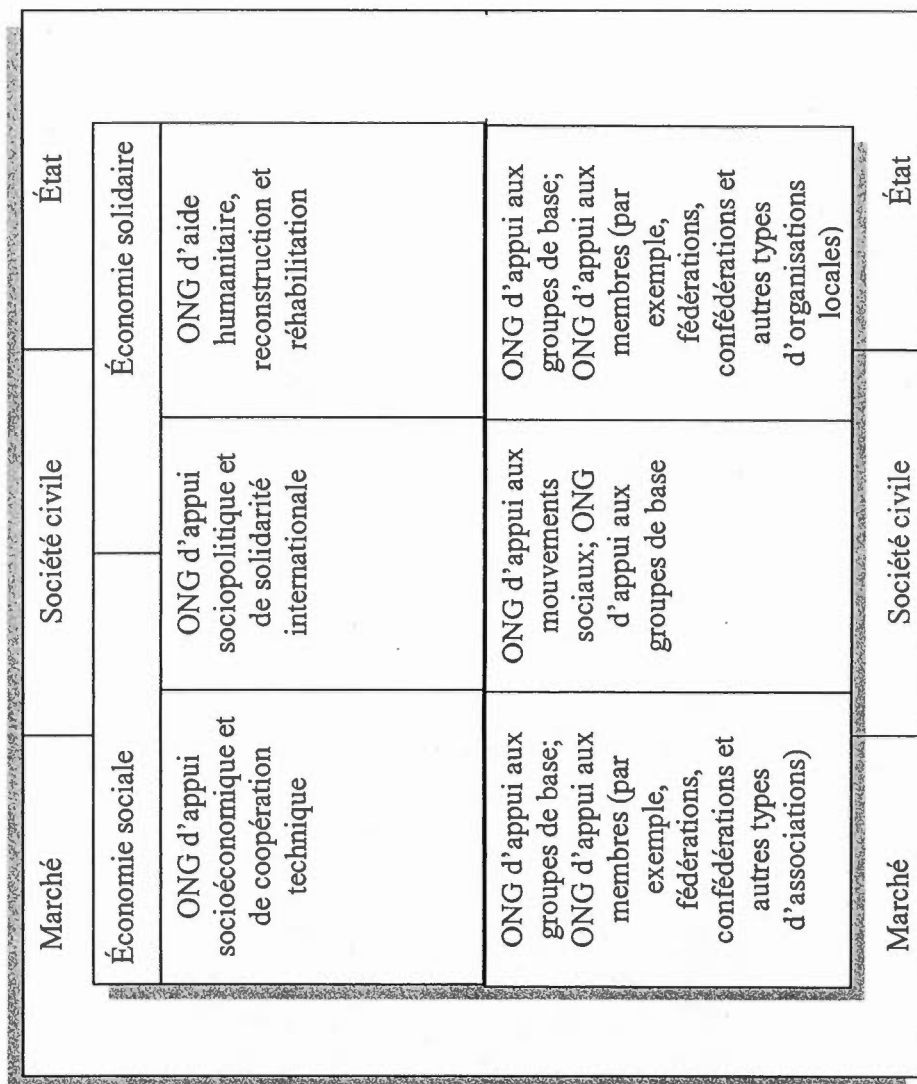 Marché
Société civile
État
Économie sociale
Économie solidaire
ONG d'appui
socioéconomique et
de coopération
technique
ONG d'appui
sociopolitique et
de solidarité
internationale
ONG d'aide
humanitaire,
reconstruction et
réhabilitation
ONG d'appui aux
groupes de base;
ONG d'appui aux
membres (par
exemple,
fédérations,
confédérations et
autres types
d'associations)
ONG d'appui aux
mouvements
sociaux; ONG
d'appui aux
groupes de base
ONG d'appui aux
groupes de base;
ONG d'appui aux
membres (par
exemple,
fédérations,
confédérations et
autres types
d'organisations
locales)
Marché
Société civile
État